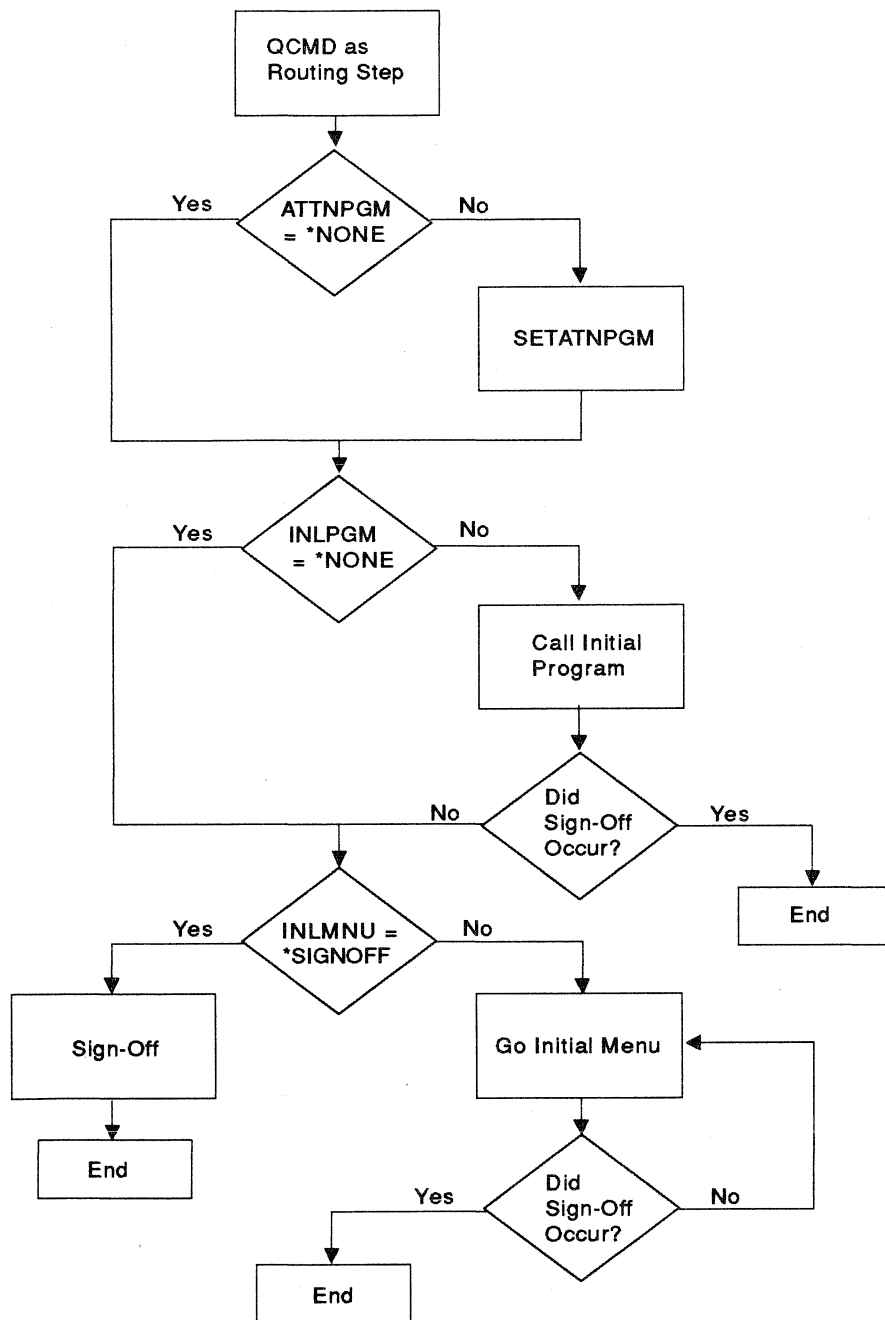 QCMD as
Routing Step
Yes
ATTNPGM
= *NONE
No
SETATNPGM
Yes
INLPGM
= *NONE
No
Call Initial
Program
No
Did
Sign-Off
Occur?
Yes
End
Yes
INLMNU =
*SIGNOFF
No
Sign-Off
Go Initial Menu
End
Yes
Did
Sign-Off
Occur?
No
End